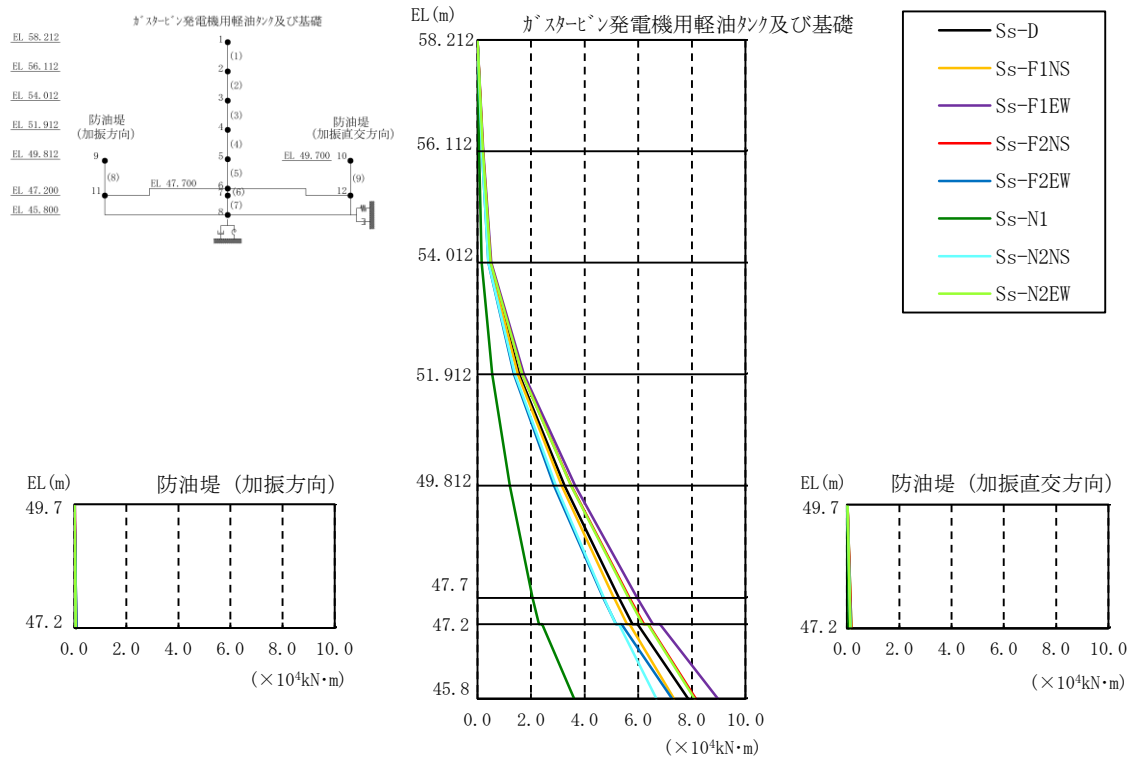 ｶﾞｽﾀｰﾋﾞﾝ発電機用軽油ﾀﾝｸ及び基礎
EL 58.212
1
(1)
EL 56.112
2
(2)
EL 54.012
3
(3)
EL 51.912
4
防油堤
(加振方向)
(4)
防油堤
(加振直交方向)
EL 49.812
9
5
EL 49.700
10
(8)
(5)
(9)
EL 47.200
11
EL 47.700
6
7
(6)
12
EL 45.800
8
(7)
EL(m)
ｶﾞｽﾀｰﾋﾞﾝ発電機用軽油ﾀﾝｸ及び基礎
58.212
56.112
54.012
51.912
49.812
47.7
47.2
45.8
0.0 2.0 4.0 6.0 8.0 10.0
(×10⁴kN・m)
Ss-D
Ss-F1NS
Ss-F1EW
Ss-F2NS
Ss-F2EW
Ss-N1
Ss-N2NS
Ss-N2EW
EL(m) 防油堤（加振方向）
49.7
47.2
0.0 2.0 4.0 6.0 8.0 10.0
(×10⁴kN・m)
EL(m) 防油堤（加振直交方向）
49.7
47.2
0.0 2.0 4.0 6.0 8.0 10.0
(×10⁴kN・m)